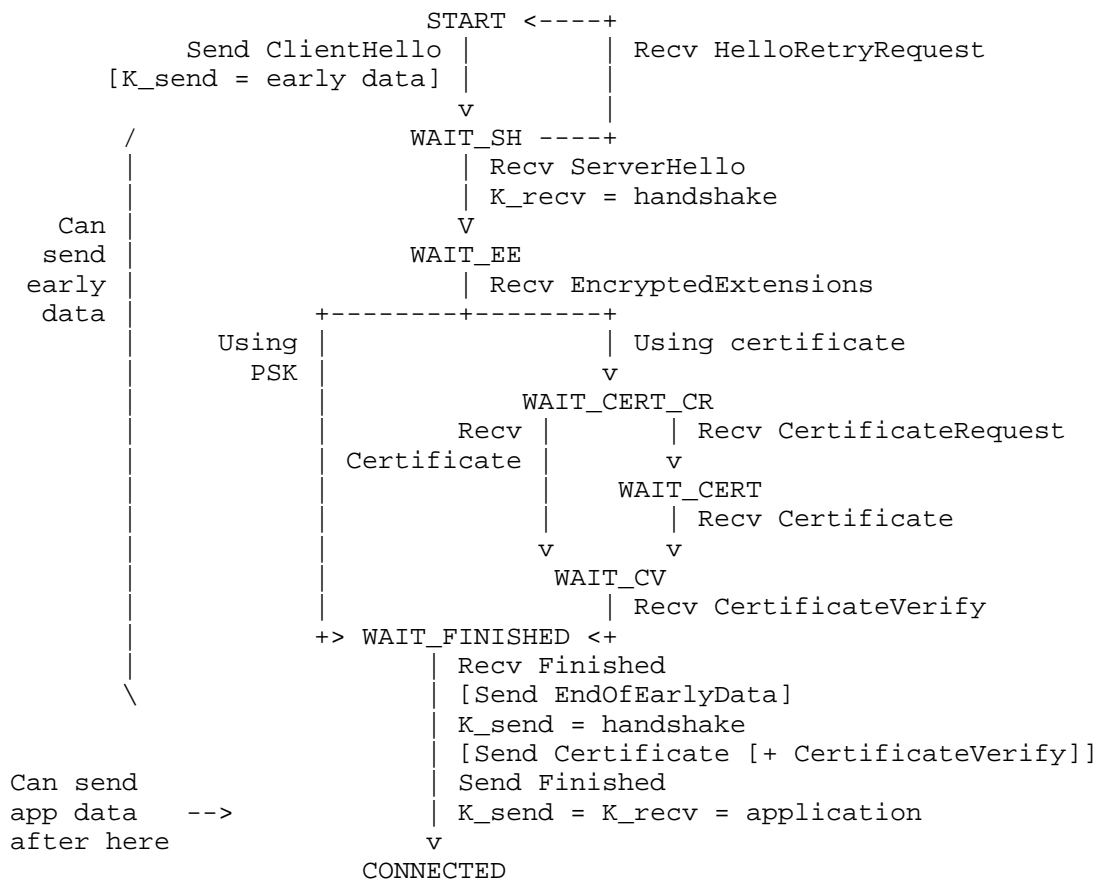 START <----+
Send ClientHello | | Recv HelloRetryRequest
[K_send = early data] | |
v |
/ WAIT_SH ----+
| | Recv ServerHello
| | K_recv = handshake
Can | V
send | WAIT_EE
early | | Recv EncryptedExtensions
data | +--------+--------+
| Using | | Using certificate
| PSK | v
| | WAIT_CERT_CR
| | Recv | | Recv CertificateRequest
| | Certificate | v
| | | WAIT_CERT
| | | | Recv Certificate
| | v v
| | WAIT_CV
| | | Recv CertificateVerify
| +> WAIT_FINISHED <+
| | Recv Finished
\ | [Send EndOfEarlyData]
| K_send = handshake
| [Send Certificate [+ CertificateVerify]]
Can send | Send Finished
app data --> | K_send = K_recv = application
after here v
CONNECTED